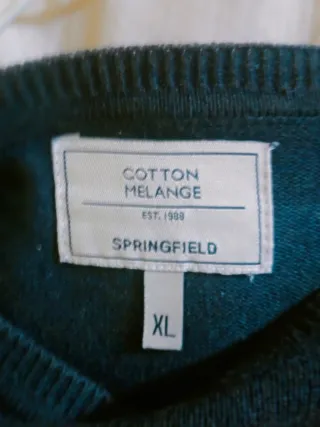 COTTON
MELANGE
EST. 1988
SPRINGFIELD
XL